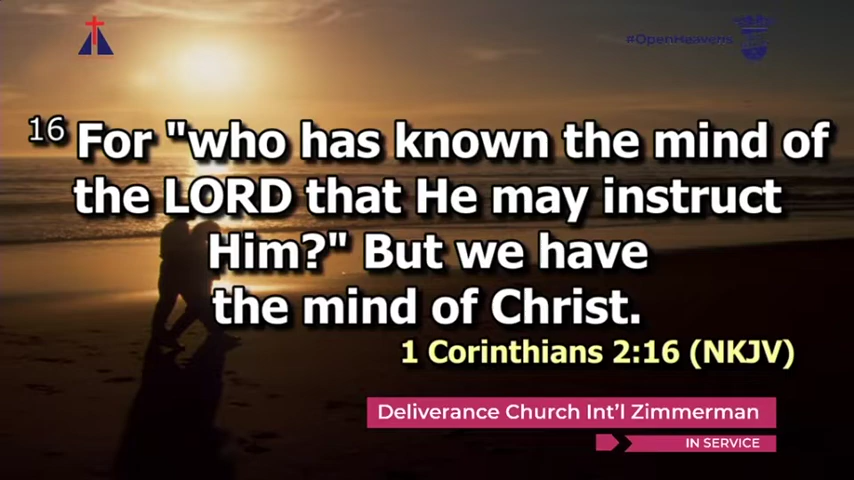 #OpenHeavens
16 For "who has known the mind of
the LORD that He may instruct
Him?" But we have
the mind of Christ.
1 Corinthians 2:16 (NKJV)
Deliverance Church Int'l Zimmerman
IN SERVICE